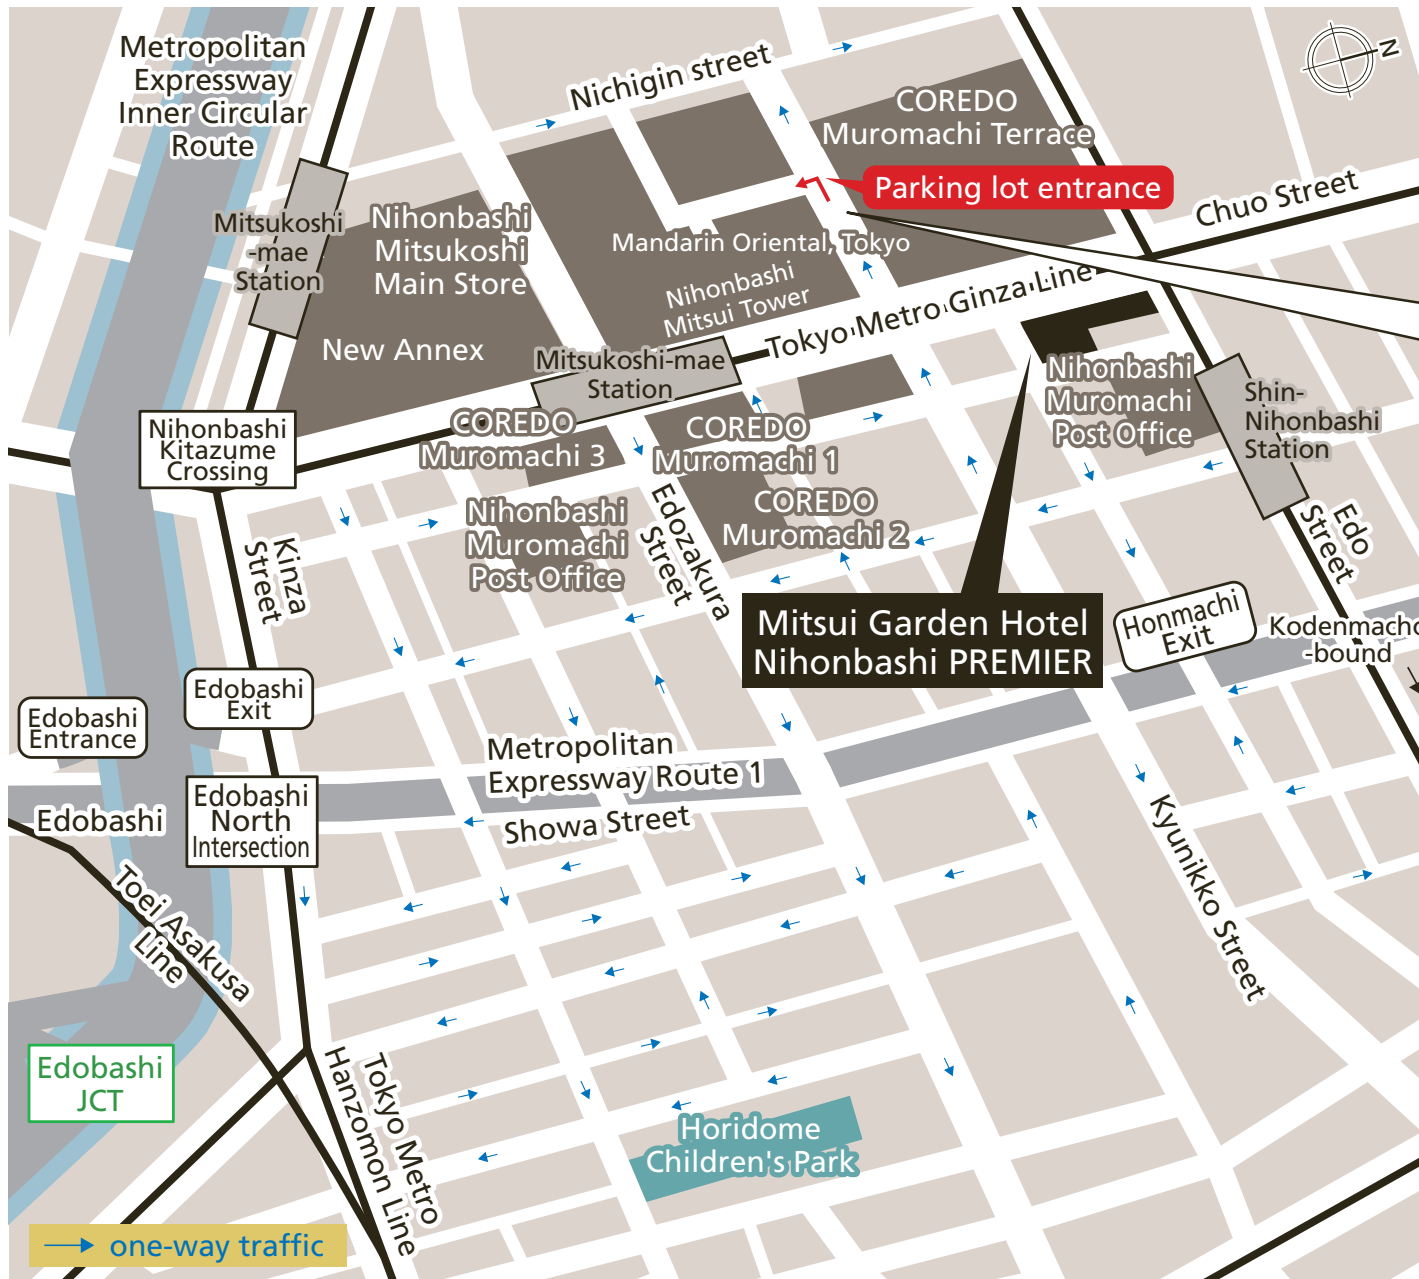 Metropolitan
Expressway
Inner Circular
Route
Nichigin street
N
COREDO
Muromachi Terrace
Parking lot entrance
Chuo Street
Mitsukoshi
-mae
Station
Nihonbashi
Mitsukoshi
Main Store
New Annex
Mandarin Oriental, Tokyo
Nihonbashi
Mitsui Tower
Tokyo Metro Ginza Line
Mitsukoshi-mae
Station
Nihonbashi
Muromachi
Post Office
Shin-
Nihonbashi
Station
Nihonbashi
Kitazume
Crossing
COREDO
Muromachi 3
COREDO
Muromachi 1
COREDO
Muromachi 2
Nihonbashi
Muromachi
Post Office
Edozakura
Street
Kinza
Street
Edo
Street
Mitsui Garden Hotel
Nihonbashi PREMIER
Honmachi
Exit
Kodenmacho
-bound
Edobashi
Exit
Edobashi
Entrance
Metropolitan
Expressway Route 1
Showa Street
Edobashi
North
Intersection
Edobashi
Kyunikko Street
Toei Asakusa
Line
Edobashi
JCT
Tokyo Metro
Hanzomon Line
Horidome
Children's Park
one-way traffic